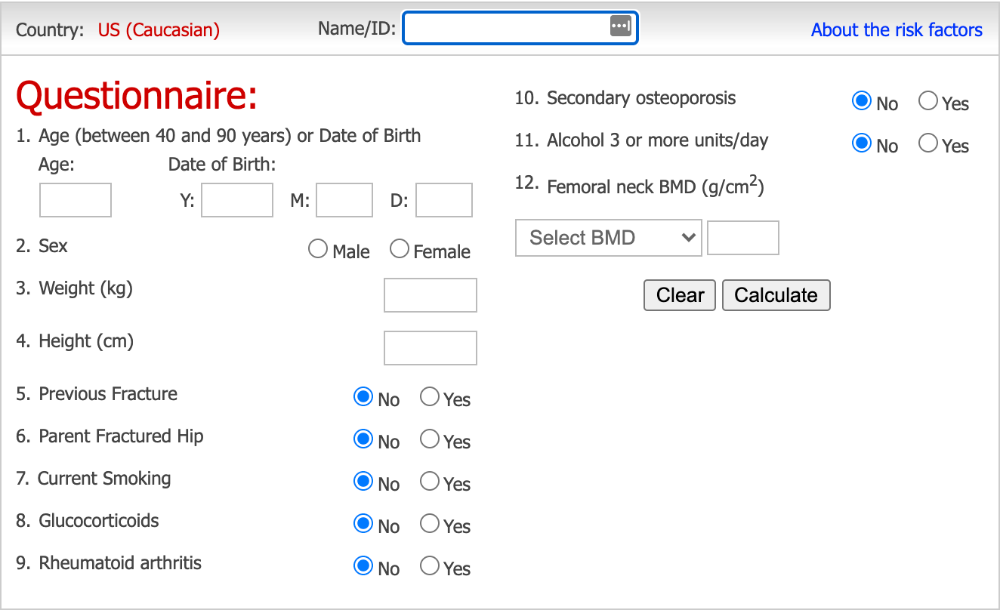 Country: US (Caucasian) Name/ID: About the risk factors
Questionnaire:
1. Age (between 40 and 90 years) or Date of Birth
Age: Date of Birth:
Y: M: D:
2. Sex Male Female
3. Weight (kg)
4. Height (cm)
5. Previous Fracture No Yes
6. Parent Fractured Hip No Yes
7. Current Smoking No Yes
8. Glucocorticoids No Yes
9. Rheumatoid arthritis No Yes
10. Secondary osteoporosis No Yes
11. Alcohol 3 or more units/day No Yes
12. Femoral neck BMD (g/cm²)
Select BMD
Clear Calculate